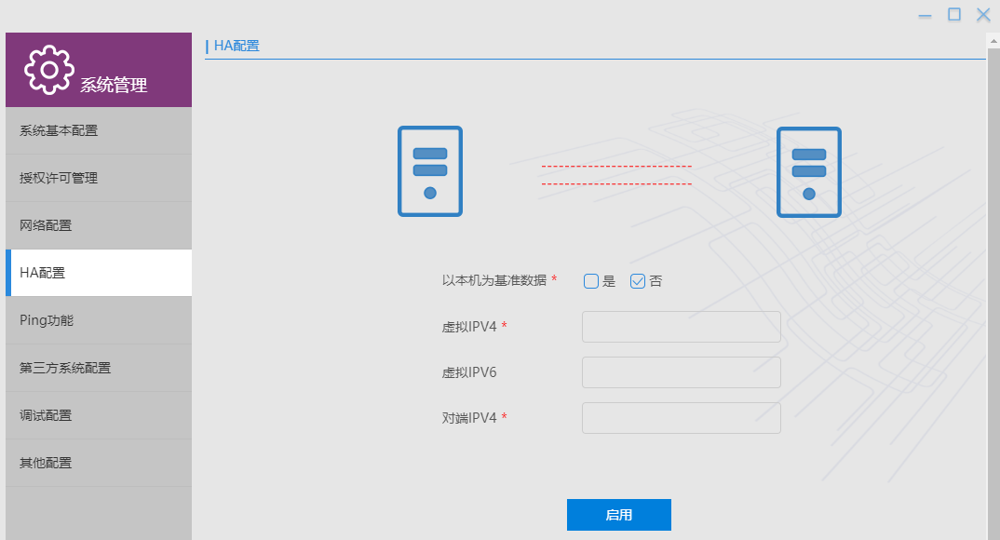 系统管理
系统基本配置
授权许可管理
网络配置
HA配置
Ping功能
第三方系统配置
调试配置
其他配置
HA配置
以本机为基准数据 * 是 否
虚拟IPV4 *
虚拟IPV6
对端IPV4 *
启用